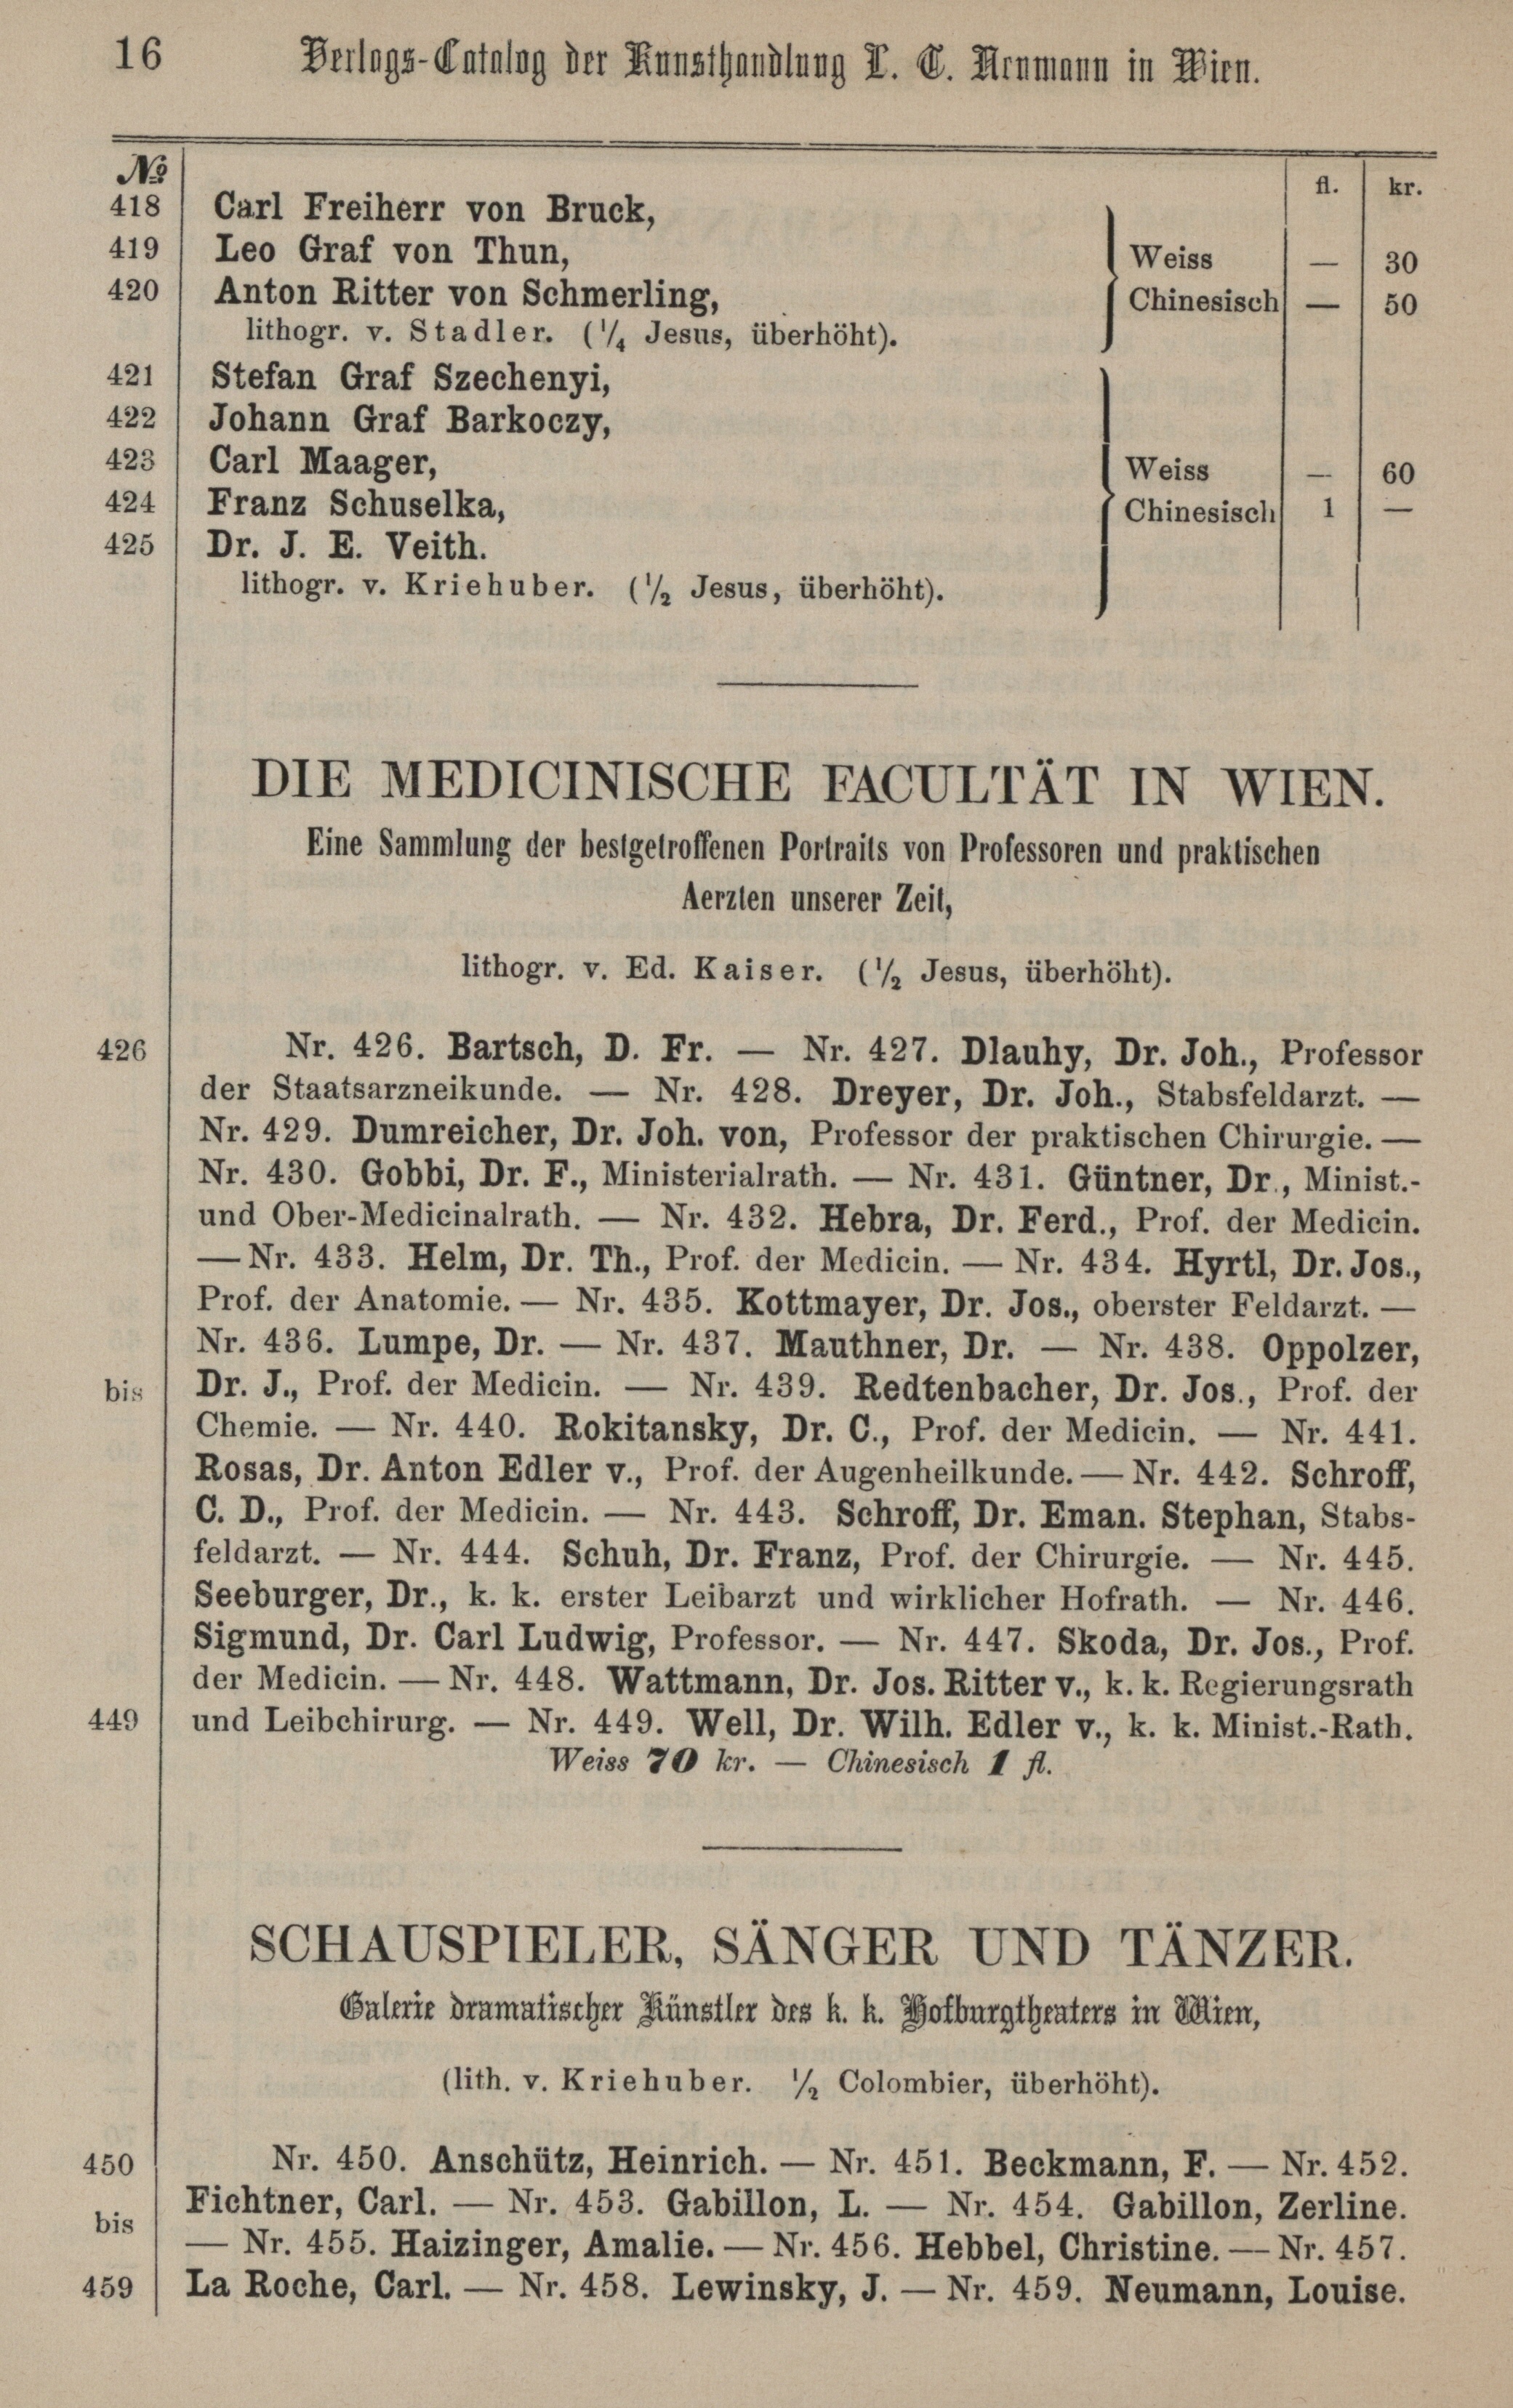 16 Verlags-Catalog der Kunsthandlung L. T. Neumann in Wien.
№ fl. kr.
418 Carl Freiherr von Bruck,
419 Leo Graf von Thun, Weiss — 30
420 Anton Ritter von Schmerling, Chinesisch — 50
lithogr. v. Stadler. (1/4 Jesus, überhöht).
421 Stefan Graf Szechenyi,
422 Johann Graf Barkoczy,
423 Carl Maager, Weiss — 60
424 Franz Schuselka, Chinesisch 1 —
425 Dr. J. E. Veith.
lithogr. v. Kriehuber. (1/2 Jesus, überhöht).
DIE MEDICINISCHE FACULTÄT IN WIEN.
Eine Sammlung der bestgetroffenen Portraits von Professoren und praktischen
Aerzten unserer Zeit,
lithogr. v. Ed. Kaiser. (1/2 Jesus, überhöht).
426 Nr. 426. Bartsch, D. Fr. — Nr. 427. Dlauhy, Dr. Joh., Professor
der Staatsarzneikunde. — Nr. 428. Dreyer, Dr. Joh., Stabsfeldarzt. —
Nr. 429. Dumreicher, Dr. Joh. von, Professor der praktischen Chirurgie. —
Nr. 430. Gobbi, Dr. F., Ministerialrath. — Nr. 431. Güntner, Dr., Minist.-
und Ober-Medicinalrath. — Nr. 432. Hebra, Dr. Ferd., Prof. der Medicin.
— Nr. 433. Helm, Dr. Th., Prof. der Medicin. — Nr. 434. Hyrtl, Dr. Jos.,
Prof. der Anatomie. — Nr. 435. Kottmayer, Dr. Jos., oberster Feldarzt. —
Nr. 436. Lumpe, Dr. — Nr. 437. Mauthner, Dr. — Nr. 438. Oppolzer,
bis Dr. J., Prof. der Medicin. — Nr. 439. Redtenbacher, Dr. Jos., Prof. der
Chemie. — Nr. 440. Rokitansky, Dr. C., Prof. der Medicin. — Nr. 441.
Rosas, Dr. Anton Edler v., Prof. der Augenheilkunde. — Nr. 442. Schroff,
C. D., Prof. der Medicin. — Nr. 443. Schroff, Dr. Eman. Stephan, Stabs-
feldarzt. — Nr. 444. Schuh, Dr. Franz, Prof. der Chirurgie. — Nr. 445.
Seeburger, Dr., k. k. erster Leibarzt und wirklicher Hofrath. — Nr. 446.
Sigmund, Dr. Carl Ludwig, Professor. — Nr. 447. Skoda, Dr. Jos., Prof.
der Medicin. — Nr. 448. Wattmann, Dr. Jos. Ritter v., k. k. Regierungsrath
449 und Leibchirurg. — Nr. 449. Well, Dr. Wilh. Edler v., k. k. Minist.-Rath.
Weiss 70 kr. — Chinesisch 1 fl.
SCHAUSPIELER, SÄNGER UND TÄNZER.
Galerie dramatischer Künstler des k. k. Hofburgtheaters in Wien,
(lith. v. Kriehuber. 1/2 Colombier, überhöht).
450 Nr. 450. Anschütz, Heinrich. — Nr. 451. Beckmann, F. — Nr. 452.
bis Fichtner, Carl. — Nr. 453. Gabillon, L. — Nr. 454. Gabillon, Zerline.
— Nr. 455. Haizinger, Amalie. — Nr. 456. Hebbel, Christine. — Nr. 457.
459 La Roche, Carl. — Nr. 458. Lewinsky, J. — Nr. 459. Neumann, Louise.